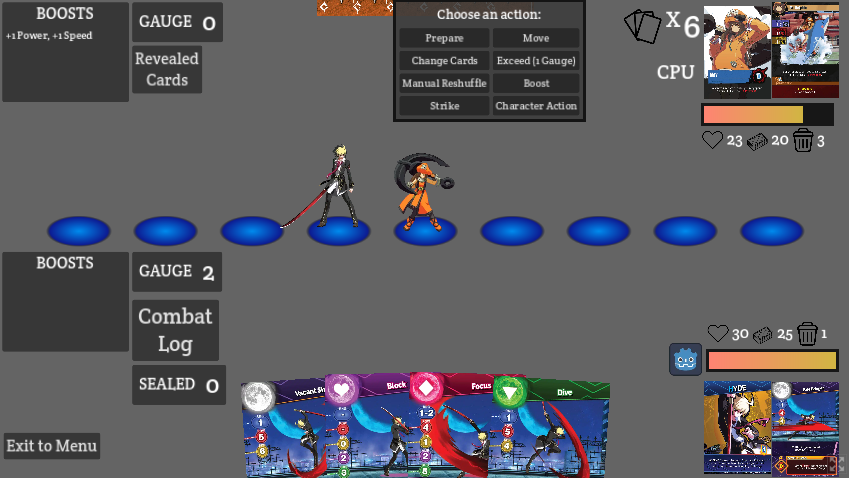 BOOSTS
+1 Power, +1 Speed
GAUGE 0
Revealed
Cards
Choose an action:
Prepare
Move
Change Cards
Exceed (1 Gauge)
Manual Reshuffle
Boost
Strike
Character Action
X 6
CPU
23
20
3
BOOSTS
GAUGE 2
Combat
Log
SEALED 0
Exit to Menu
30
25
1
Block
Focus
Dive
1-2
HYDE